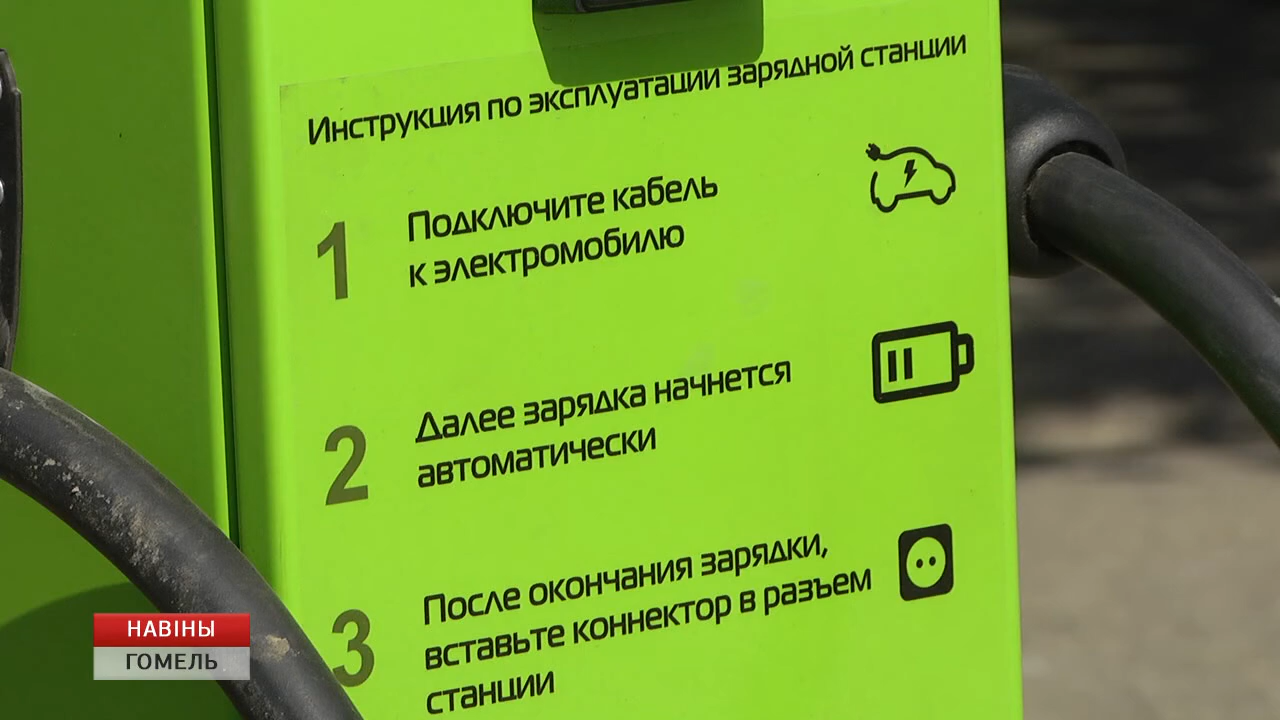 Инструкция по эксплуатации зарядной станции
1
Подключите кабель
к электромобилю
2
Далее зарядка начнется
автоматически
3
После окончания зарядки,
вставьте коннектор в разъем
станции
НАВІНЫ
ГОМЕЛЬ